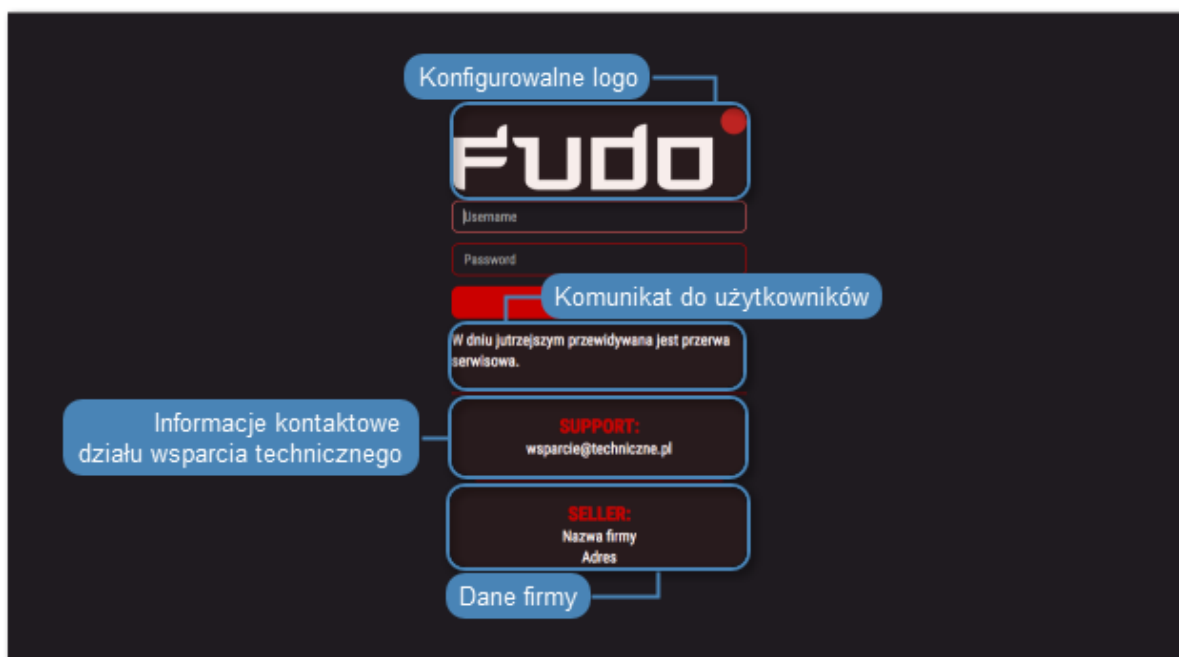 Konfigurowalne logo
FUDO
Username
Password
Komunikat do użytkowników
W dniu jutrzejszym przewidywana jest przerwa
serwisowa.
Informacje kontaktowe
działu wsparcia technicznego
SUPPORT:
wsparcie@techniczne.pl
SELLER:
Nazwa firmy
Adres
Dane firmy